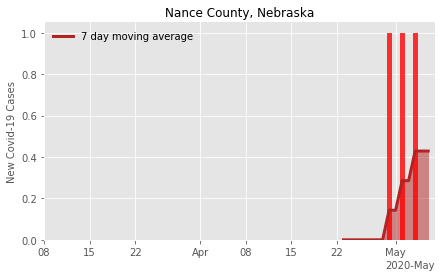 Nance County, Nebraska
7 day moving average
New Covid-19 Cases
1.0
0.8
0.6
0.4
0.2
0.0
08 15 22 Apr 08 15 22 May
2020-May